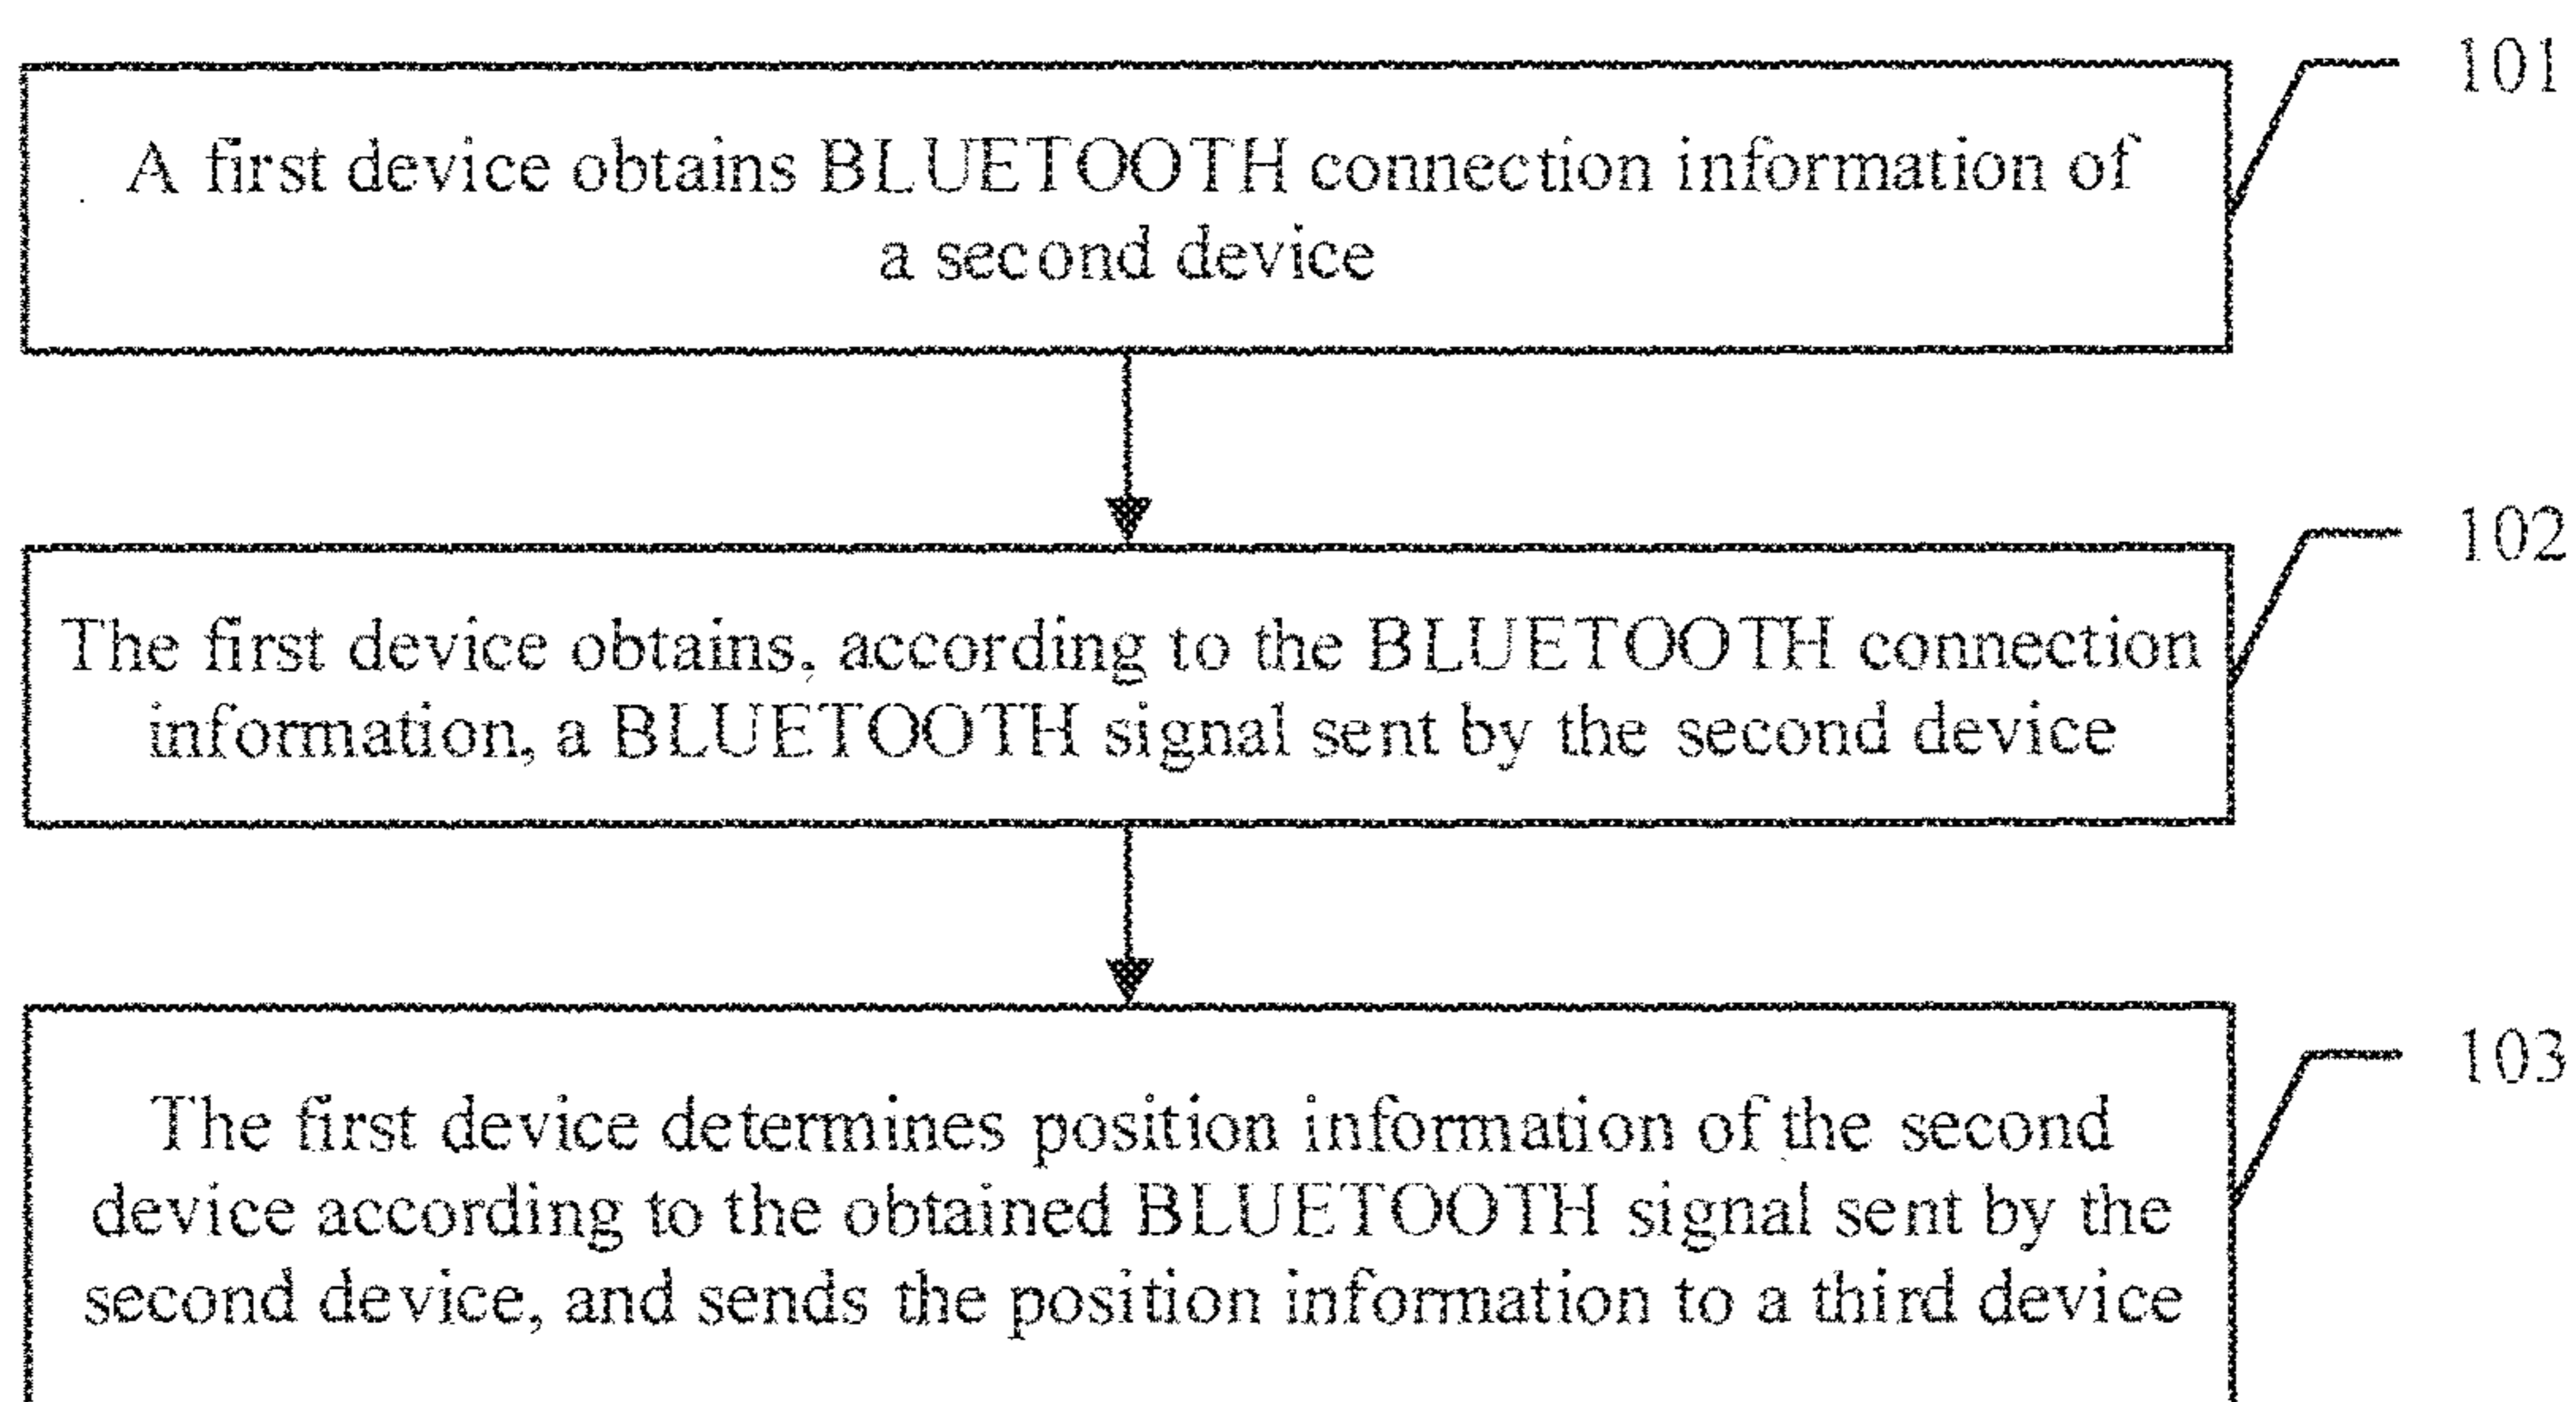 101
A first device obtains BLUETOOTH connection information of
a second device
102
The first device obtains, according to the BLUETOOTH connection
information, a BLUETOOTH signal sent by the second device
103
The first device determines position information of the second
device according to the obtained BLUETOOTH signal sent by the
second device, and sends the position information to a third device